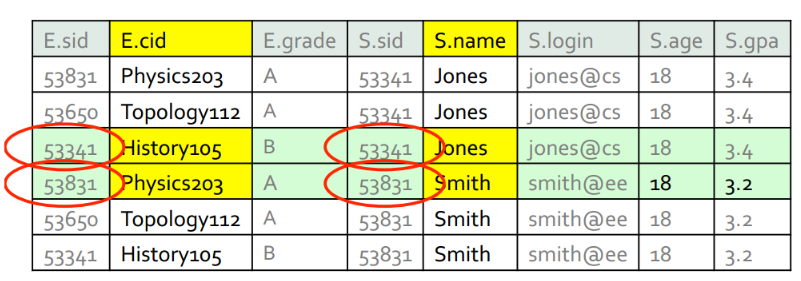 E.sid E.cid E.grade S.sid S.name S.login S.age S.gpa
53831 Physics203 A 53341 Jones jones@cs 18 3.4
53650 Topology112 A 53341 Jones jones@cs 18 3.4
53341 History105 B 53341 Jones jones@cs 18 3.4
53831 Physics203 A 53831 Smith smith@ee 18 3.2
53650 Topology112 A 53831 Smith smith@ee 18 3.2
53341 History105 B 53831 Smith smith@ee 18 3.2